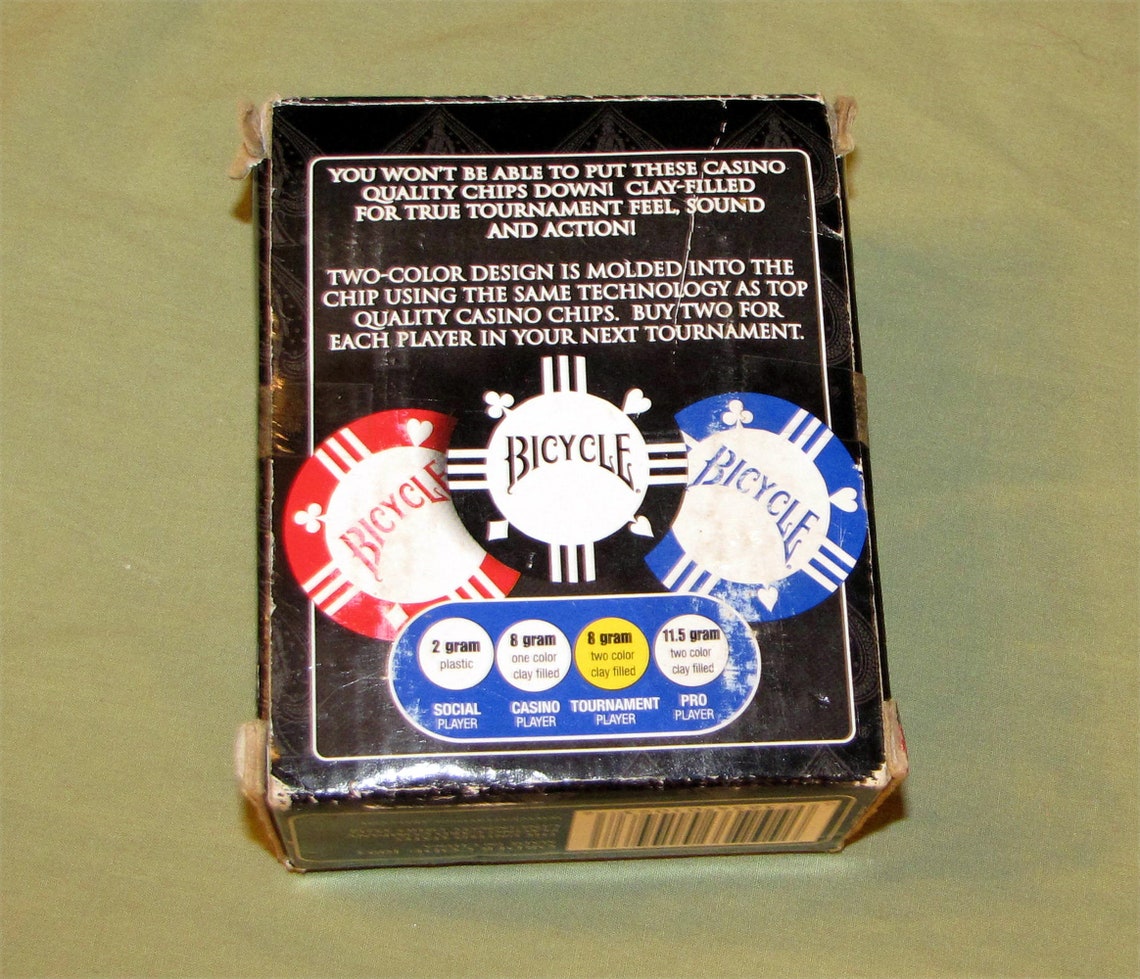 YOU WON'T BE ABLE TO PUT THESE CASINO
QUALITY CHIPS DOWN! CLAY-FILLED
FOR TRUE TOURNAMENT FEEL, SOUND
AND ACTION!
TWO-COLOR DESIGN IS MOLDED INTO THE
CHIP USING THE SAME TECHNOLOGY AS TOP
QUALITY CASINO CHIPS. BUY TWO FOR
EACH PLAYER IN YOUR NEXT TOURNAMENT.
BICYCLE
BICYCLE
BICYCLE
2 gram
plastic
SOCIAL
PLAYER
8 gram
one color
clay filled
CASINO
PLAYER
8 gram
two color
clay filled
TOURNAMENT
PLAYER
11.5 gram
two color
clay filled
PRO
PLAYER